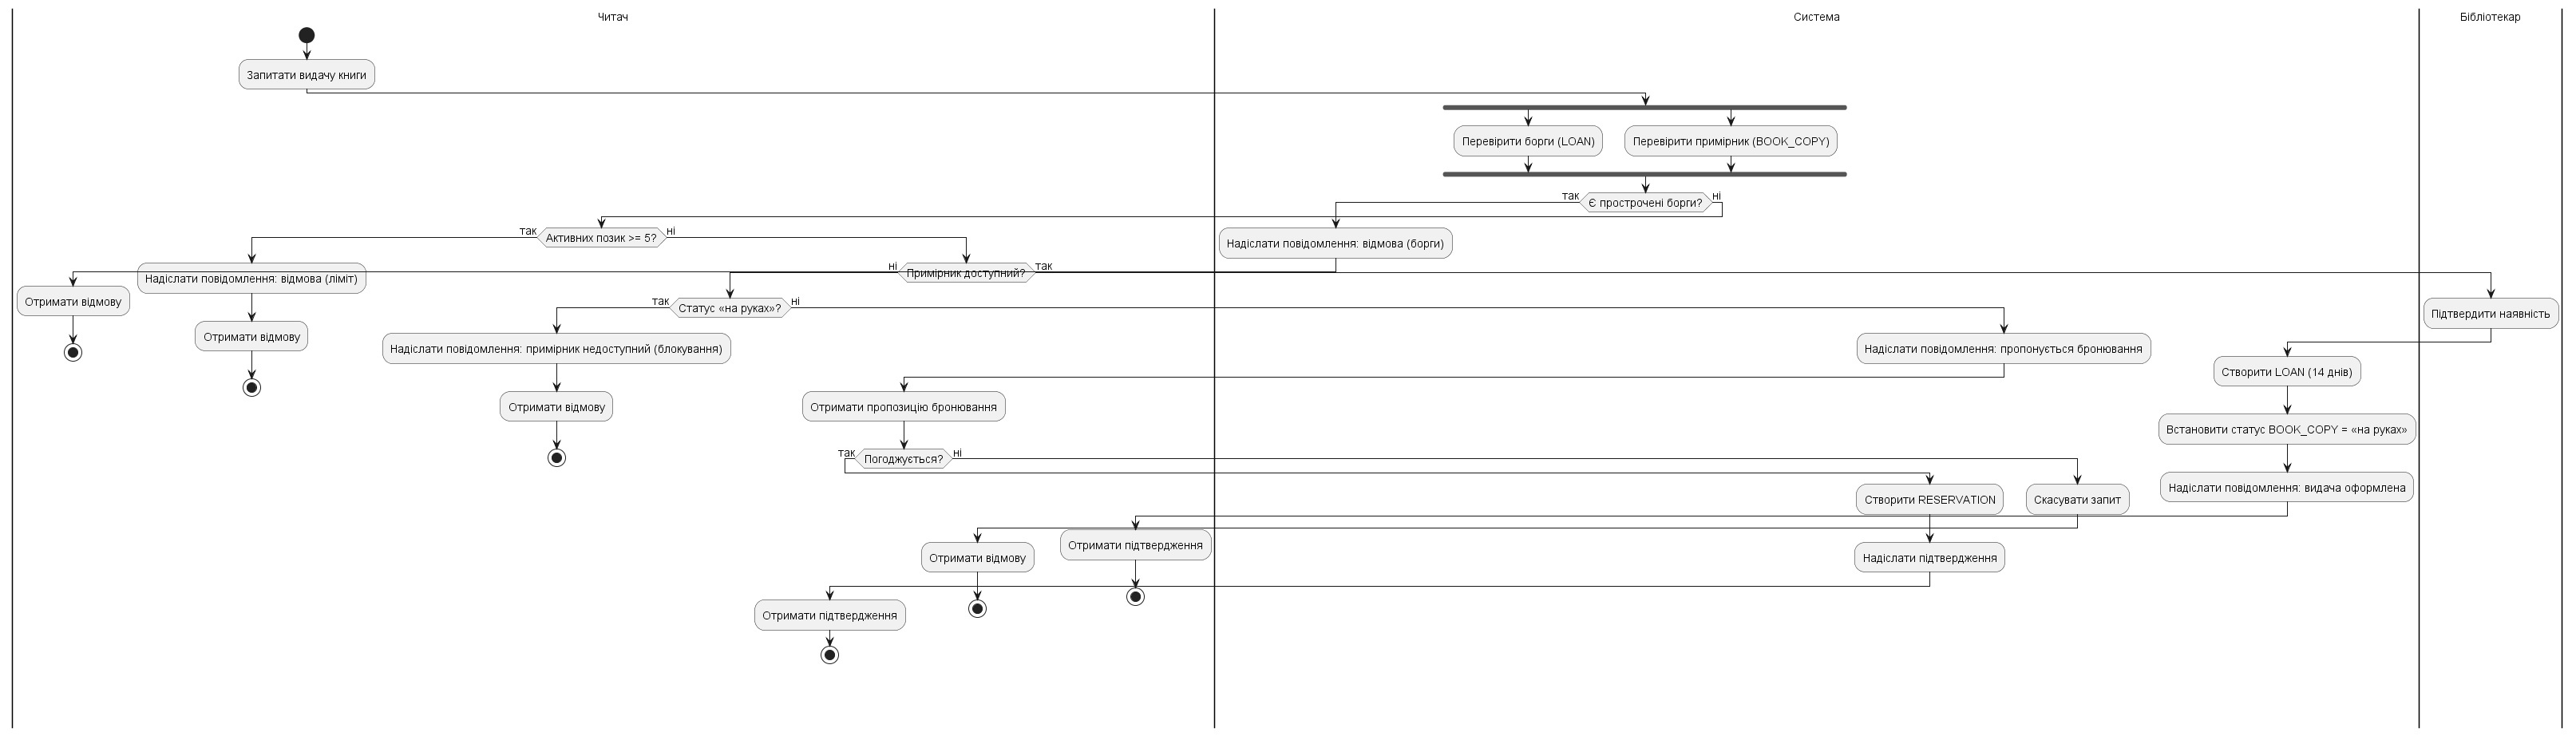 Читач
Система
Бібліотекар
Запитати видачу книги
Перевірити борги (LOAN)
Перевірити примірник (BOOK_COPY)
так
Є прострочені борги?
ні
так
Активних позик >= 5?
ні
Надіслати повідомлення: відмова (борги)
Надіслати повідомлення: відмова (ліміт)
ні
Примірник доступний?
так
Отримати відмову
так
Статус «на руках»?
ні
Підтвердити наявність
Отримати відмову
Надіслати повідомлення: примірник недоступний (блокування)
Надіслати повідомлення: пропонується бронювання
Створити LOAN (14 днів)
Отримати відмову
Отримати пропозицію бронювання
Встановити статус BOOK_COPY = «на руках»
так
Погоджується?
ні
Створити RESERVATION
Скасувати запит
Надіслати повідомлення: видача оформлена
Отримати відмову
Отримати підтвердження
Надіслати підтвердження
Отримати підтвердження